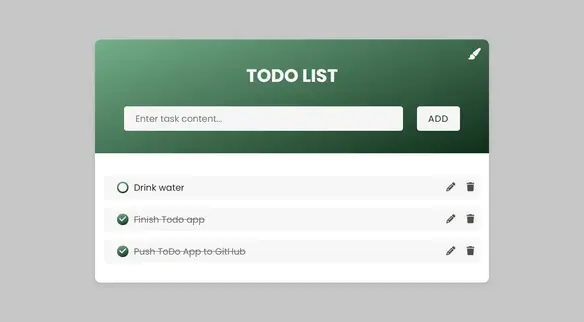 TODO LIST
Enter task content...
ADD
Drink water
Finish Todo app
Push ToDo App to GitHub